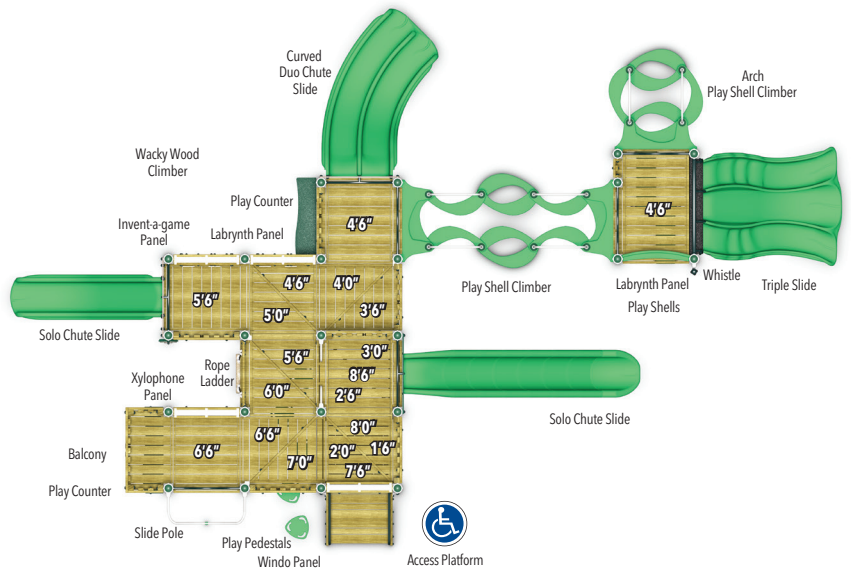 Curved
Duo Chute
Slide
Arch
Play Shell Climber
Wacky Wood
Climber
Play Counter
Invent-a-game
Panel
Labrynth Panel
4'6"
4'6"
Whistle
Labrynth Panel
Play Shells
Triple Slide
Play Shell Climber
4'6"
4'0"
5'6"
5'0"
3'6"
Solo Chute Slide
Rope
Ladder
5'6"
3'0"
8'6"
6'0"
2'6"
Xylophone
Panel
Solo Chute Slide
Balcony
6'6"
6'6"
7'0"
8'0"
2'0"
1'6"
7'6"
Play Counter
Slide Pole
Play Pedestals
Windo Panel
Access Platform